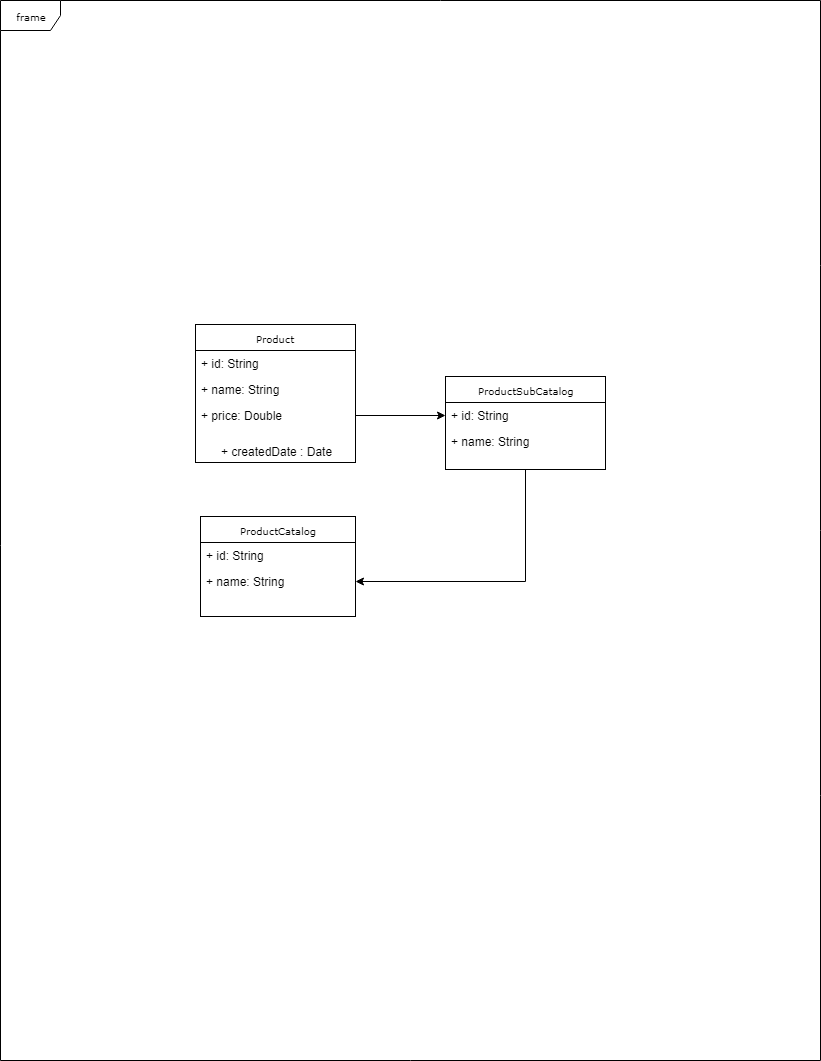 frame
Product
+ id: String
+ name: String
+ price: Double
+ createdDate : Date
ProductSubCatalog
+ id: String
+ name: String
ProductCatalog
+ id: String
+ name: String